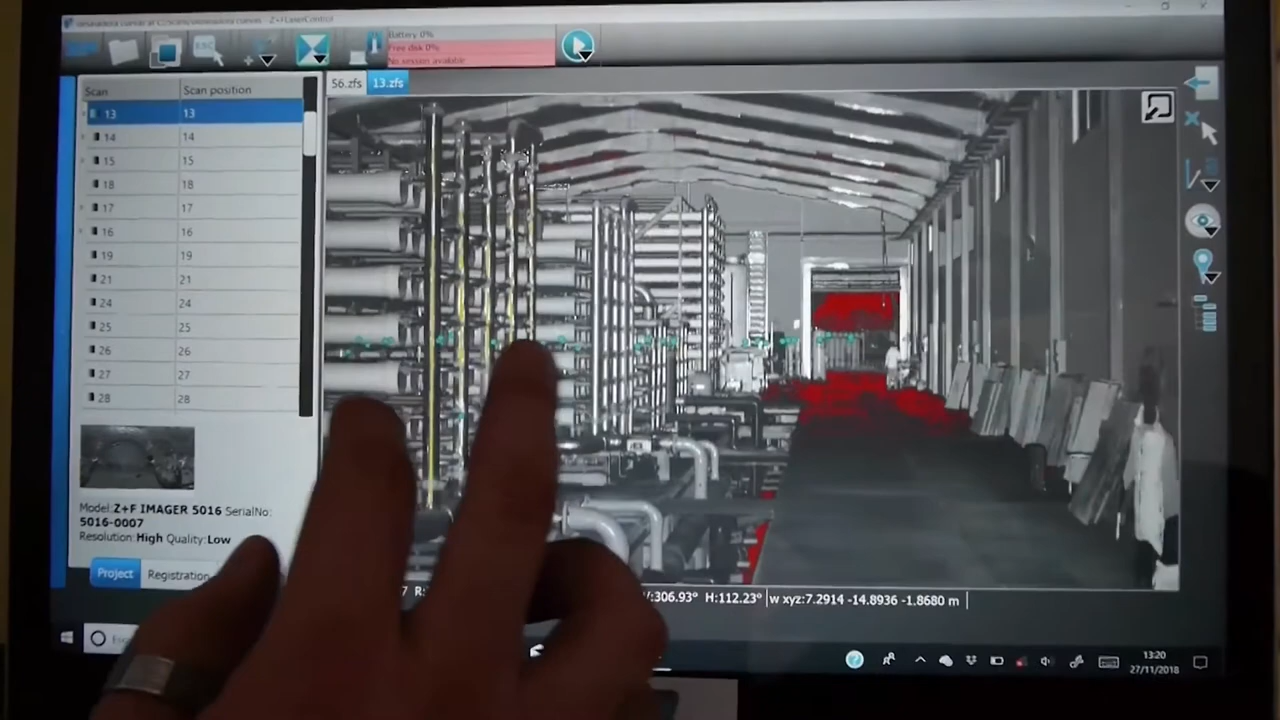 Z+F LaserControl
Battery 0%
Free disk 0%
No session available
56.zfs 13.zfs
Scan Scan position
13 13
14 14
15 15
18 18
17 17
16 16
19 19
21 21
24 24
25 25
26 26
27 27
28 28
Model:Z+F IMAGER 5016 SerialNo:
5016-0007
Resolution:High Quality:Low
Project Registration
V:306.93° H:112.23° w xyz:7.2914 -14.8936 -1.8680 m
13:20
27/11/2018